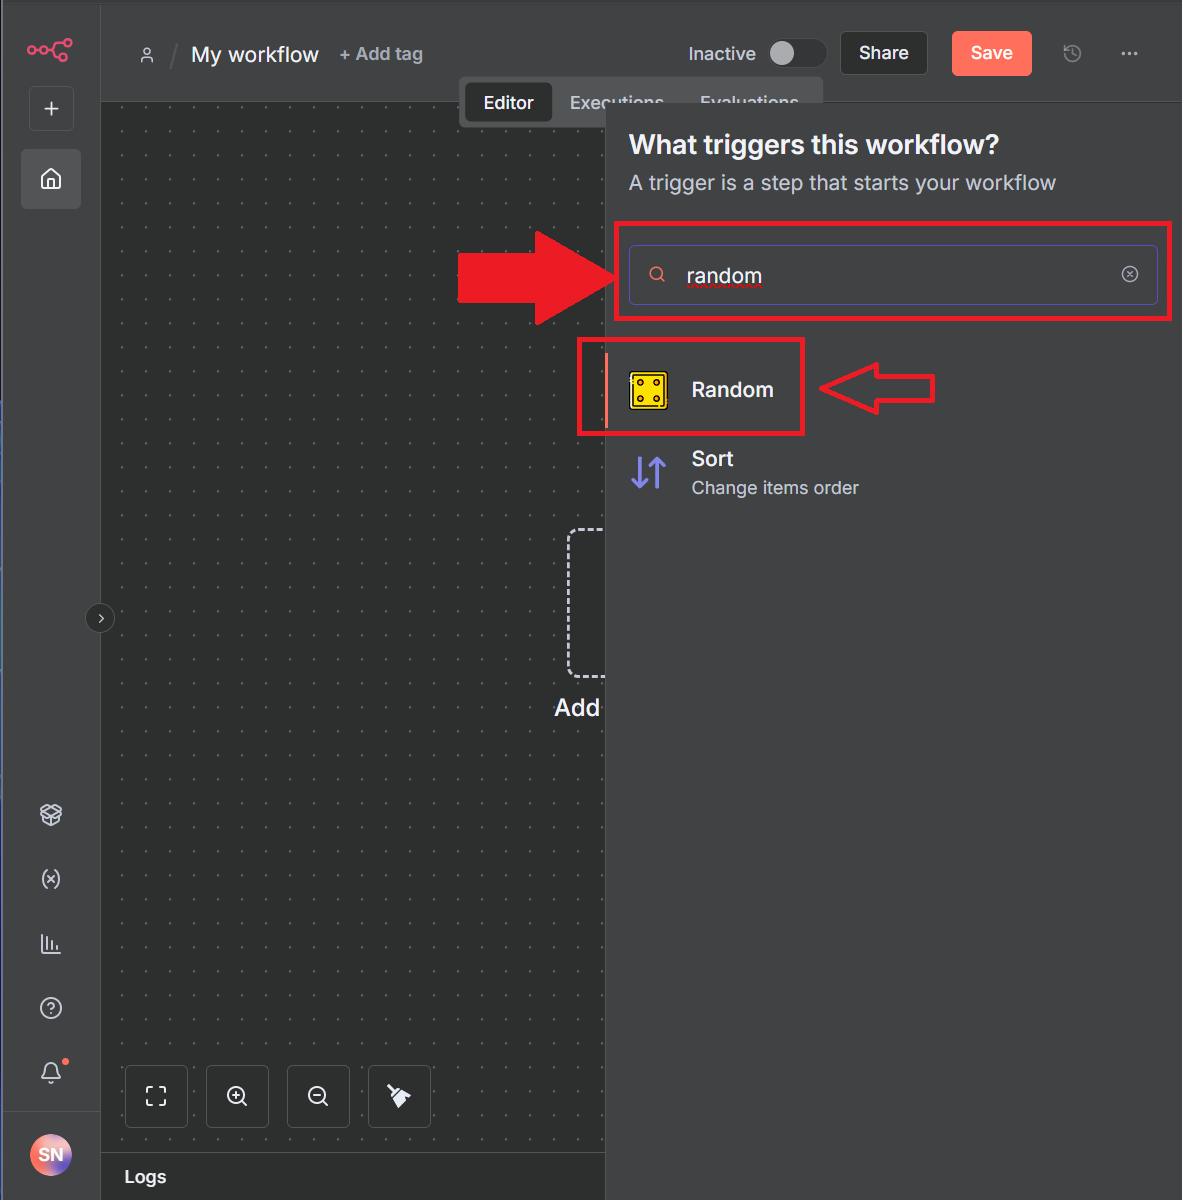 My workflow
+ Add tag
Inactive
Share
Save
Editor
Executions
Evaluations
What triggers this workflow?
A trigger is a step that starts your workflow
random
Random
Sort
Change items order
Add
SN
Logs